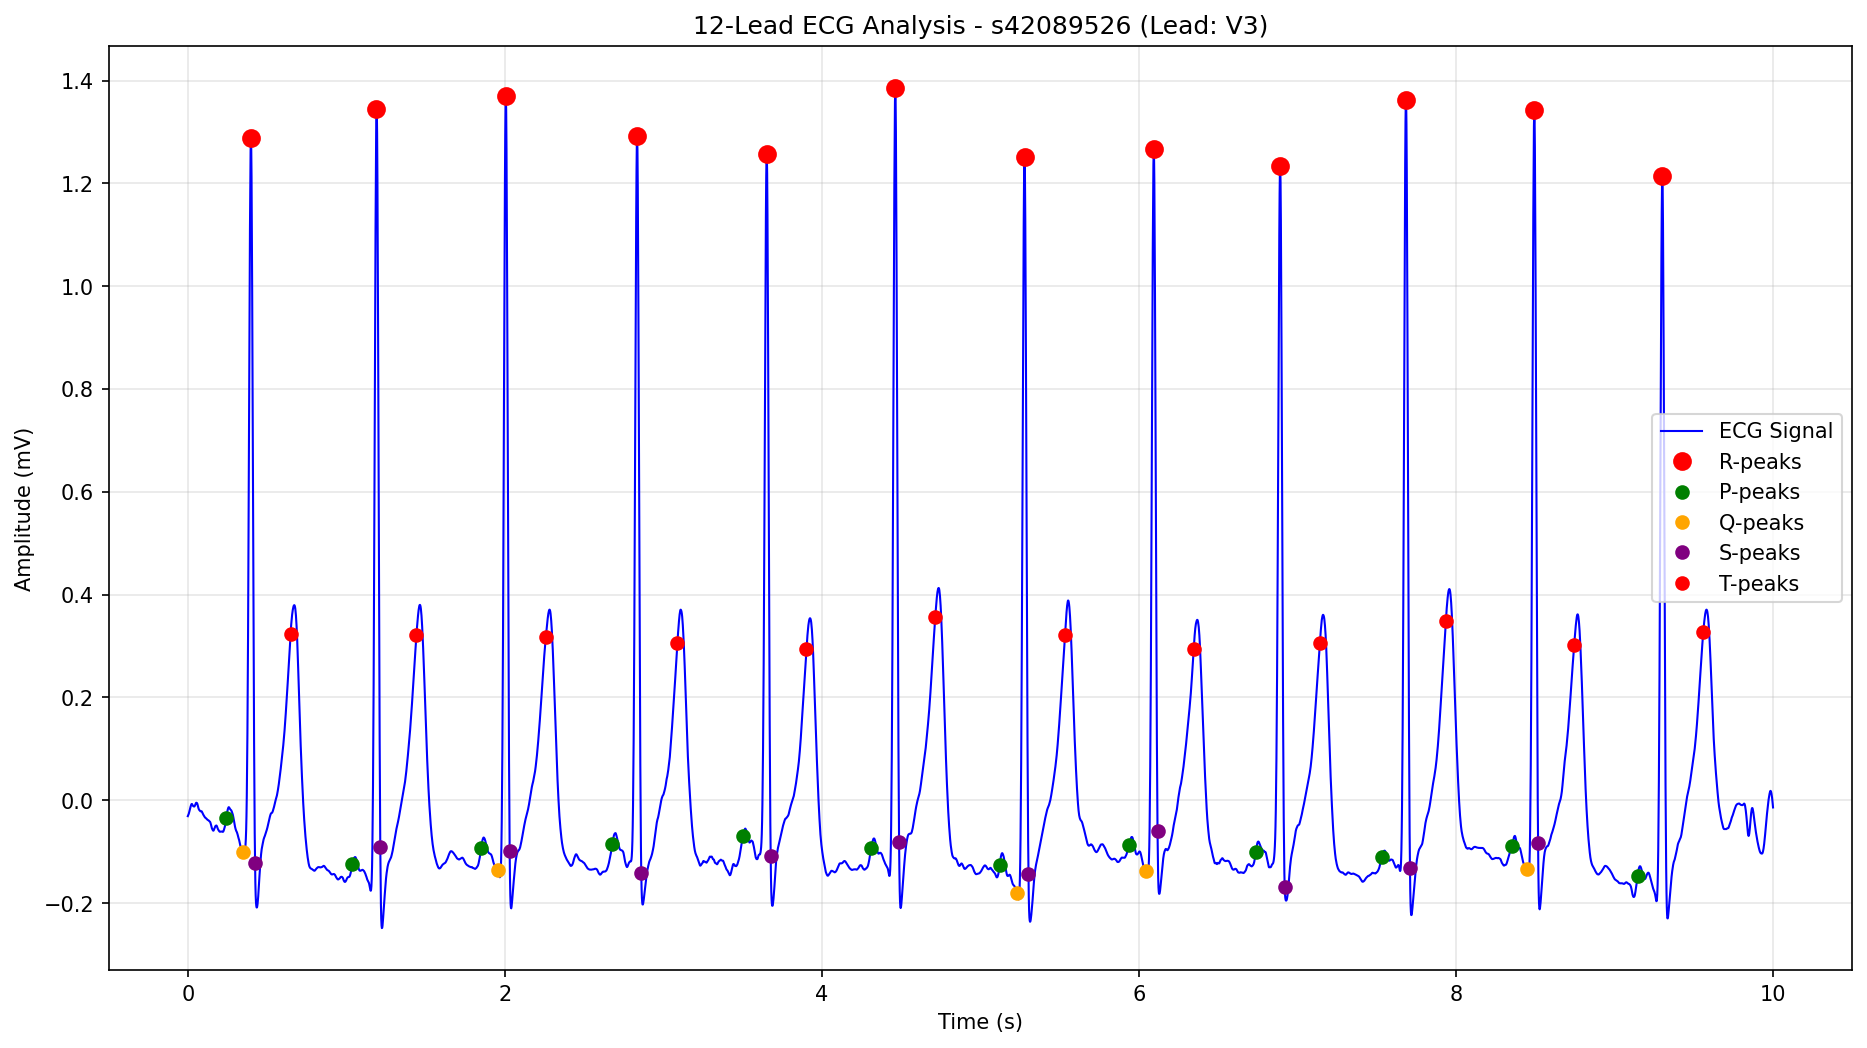 12-Lead ECG Analysis - s42089526 (Lead: V3)
1.4
1.2
1.0
0.8
0.6
0.4
0.2
0.0
−0.2
Amplitude (mV)
ECG Signal
R-peaks
P-peaks
Q-peaks
S-peaks
T-peaks
0 2 4 6 8 10
Time (s)